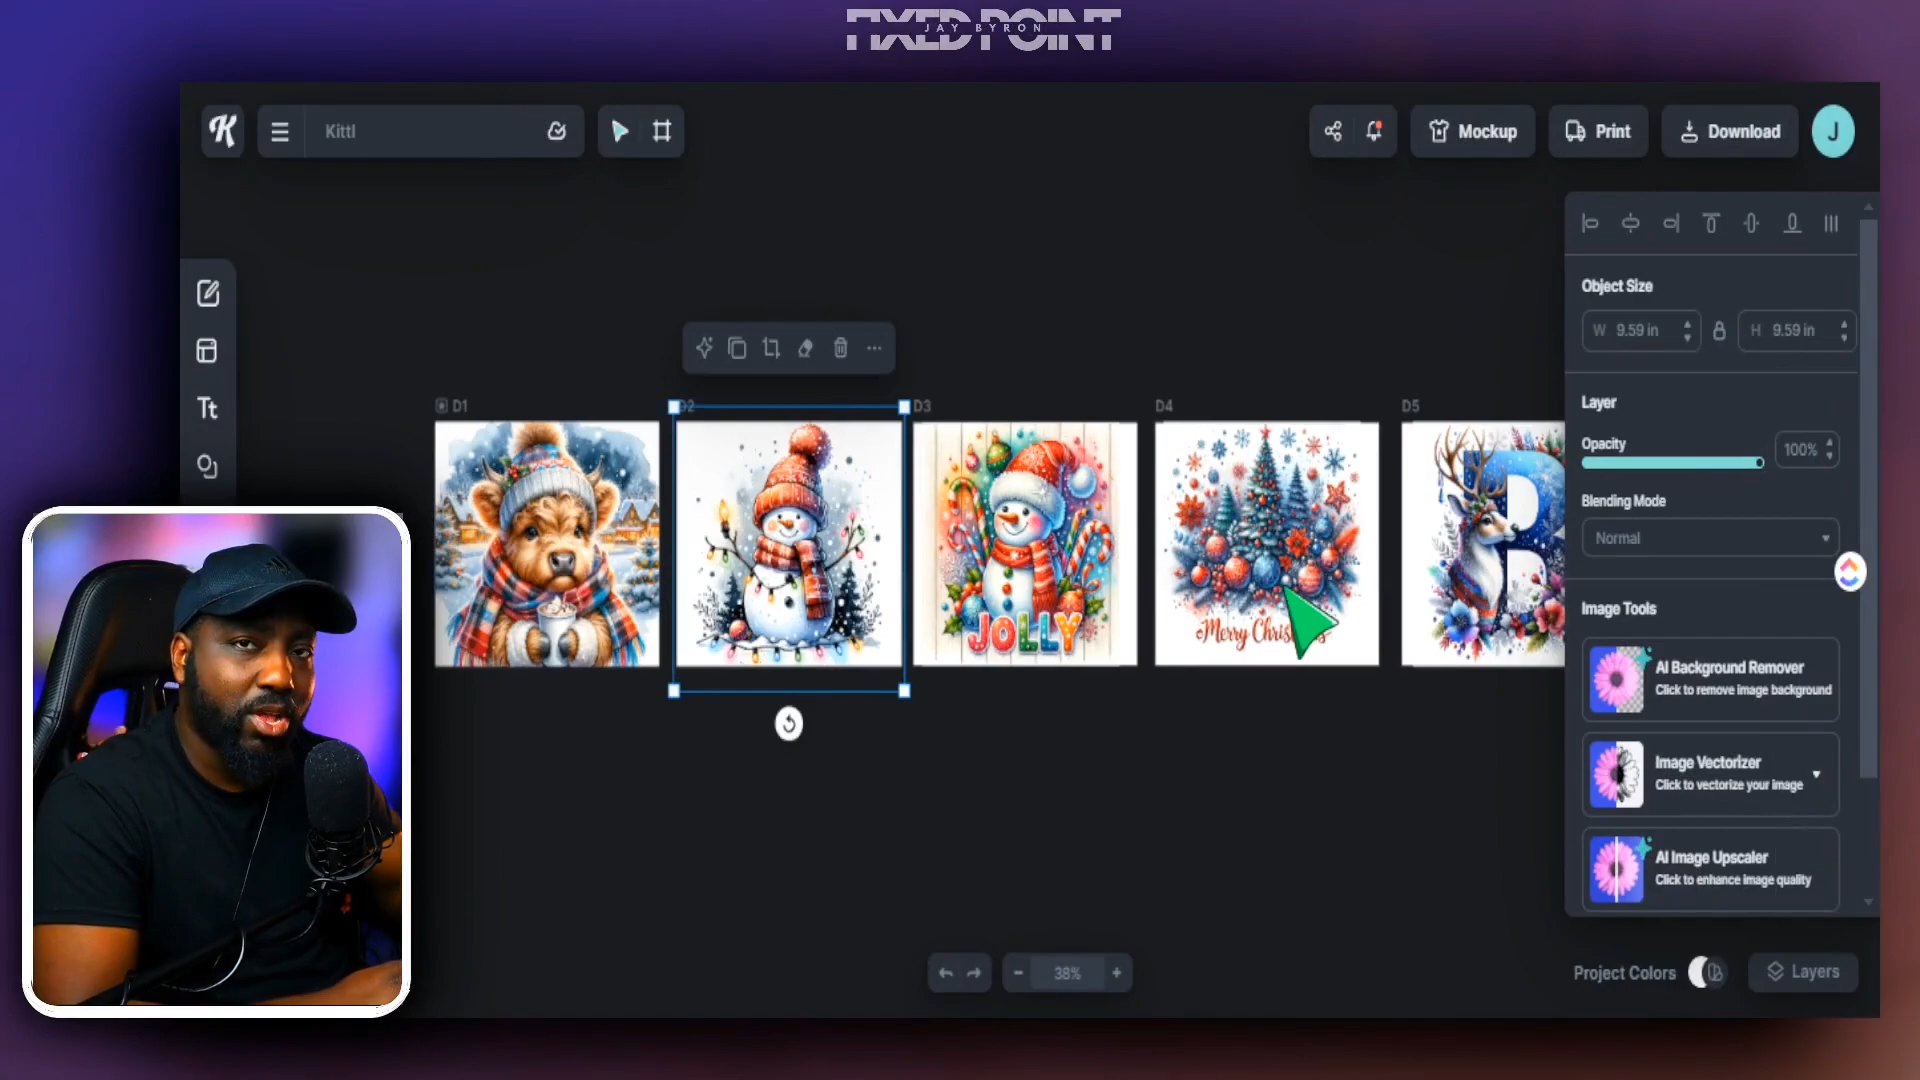 FIXED POINT
JAY BYRON
K
Kittl
Mockup
Print
Download
J
Object Size
W 9.59 in
H 9.59 in
Layer
Opacity
100%
Blending Mode
Normal
Image Tools
AI Background Remover
Click to remove image background
Image Vectorizer
Click to vectorize your image
AI Image Upscaler
Click to enhance image quality
Tt
D1
D2
D3
D4
D5
JOLLY
Merry
R
38%
Project Colors
Layers